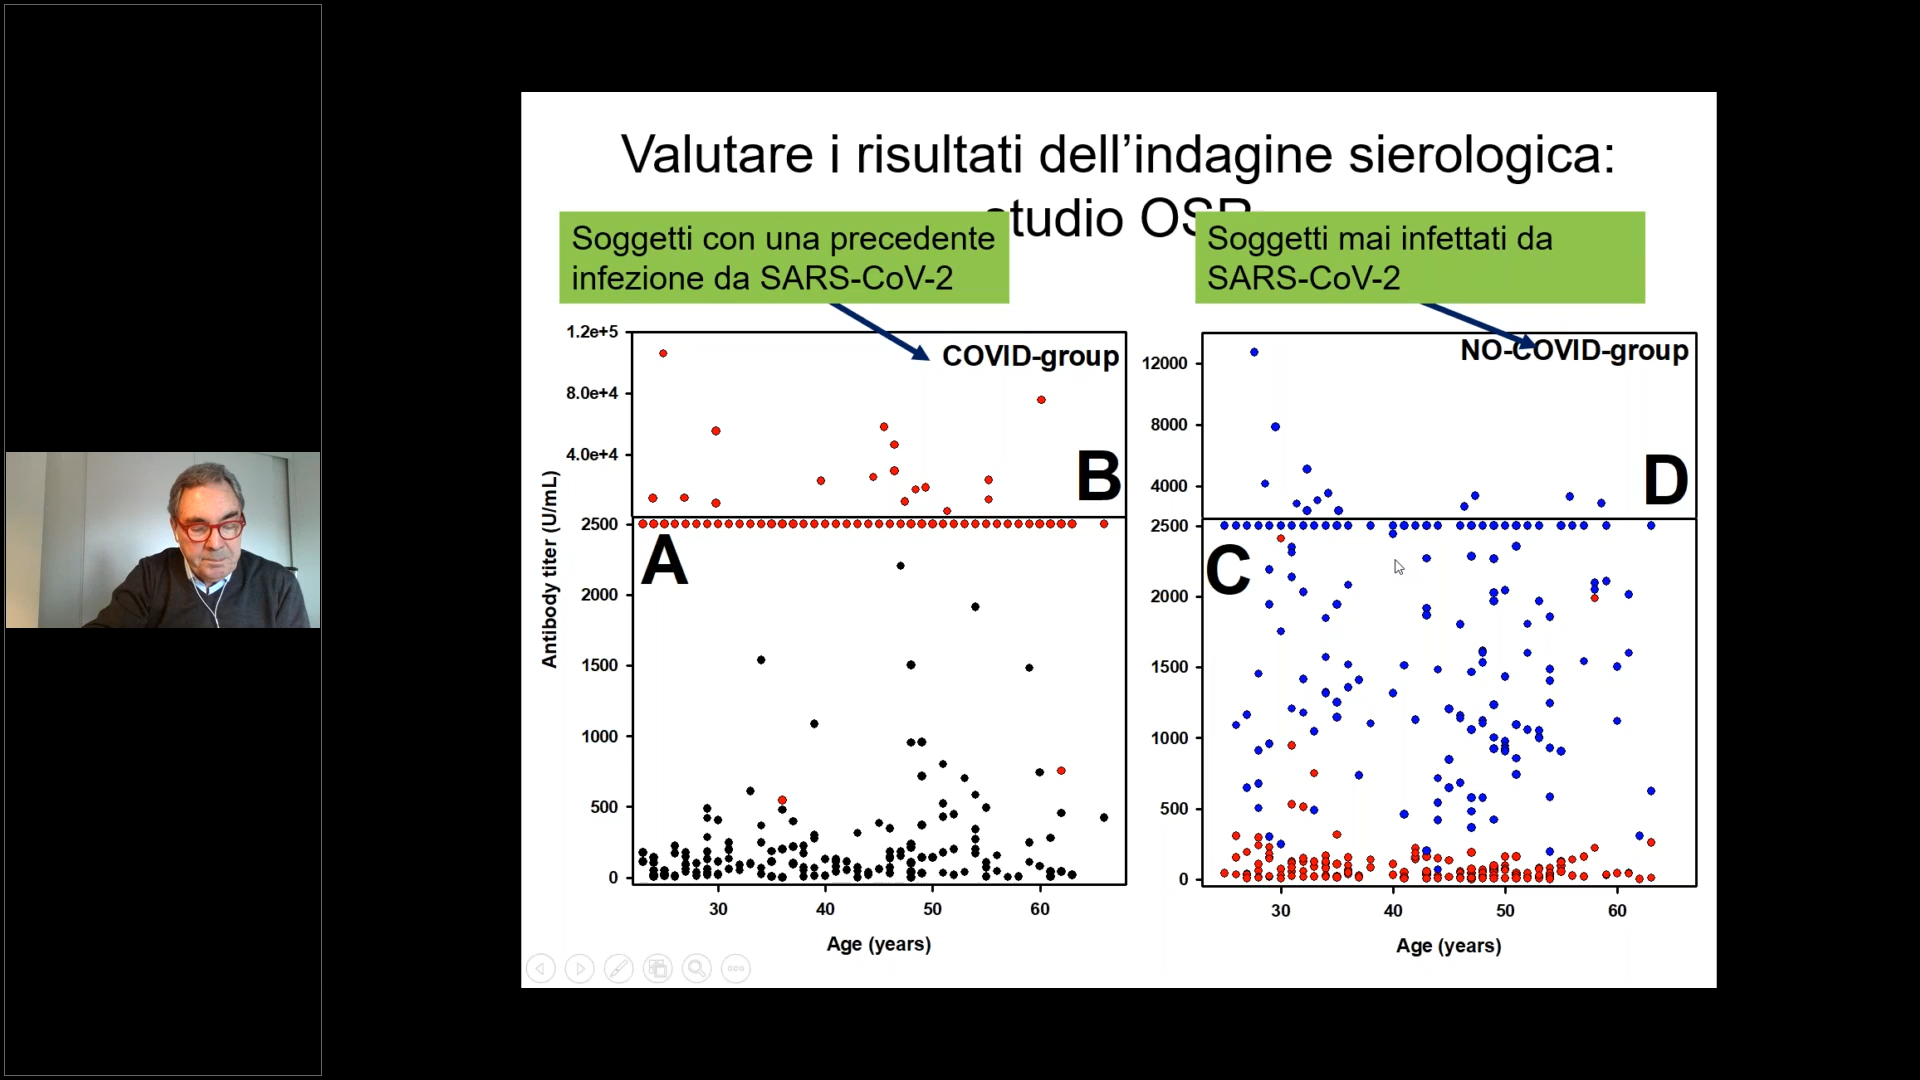 Valutare i risultati dell’indagine sierologica:
studio OSR
Soggetti con una precedente
infezione da SARS-CoV-2
Soggetti mai infettati da
SARS-CoV-2
COVID-group
NO-COVID-group
1.2e+5
8.0e+4
4.0e+4
B
2500
2000
1500
1000
500
0
A
Antibody titer (U/mL)
30 40 50 60
Age (years)
12000
8000
4000
D
2500
2000
1500
1000
500
0
C
30 40 50 60
Age (years)